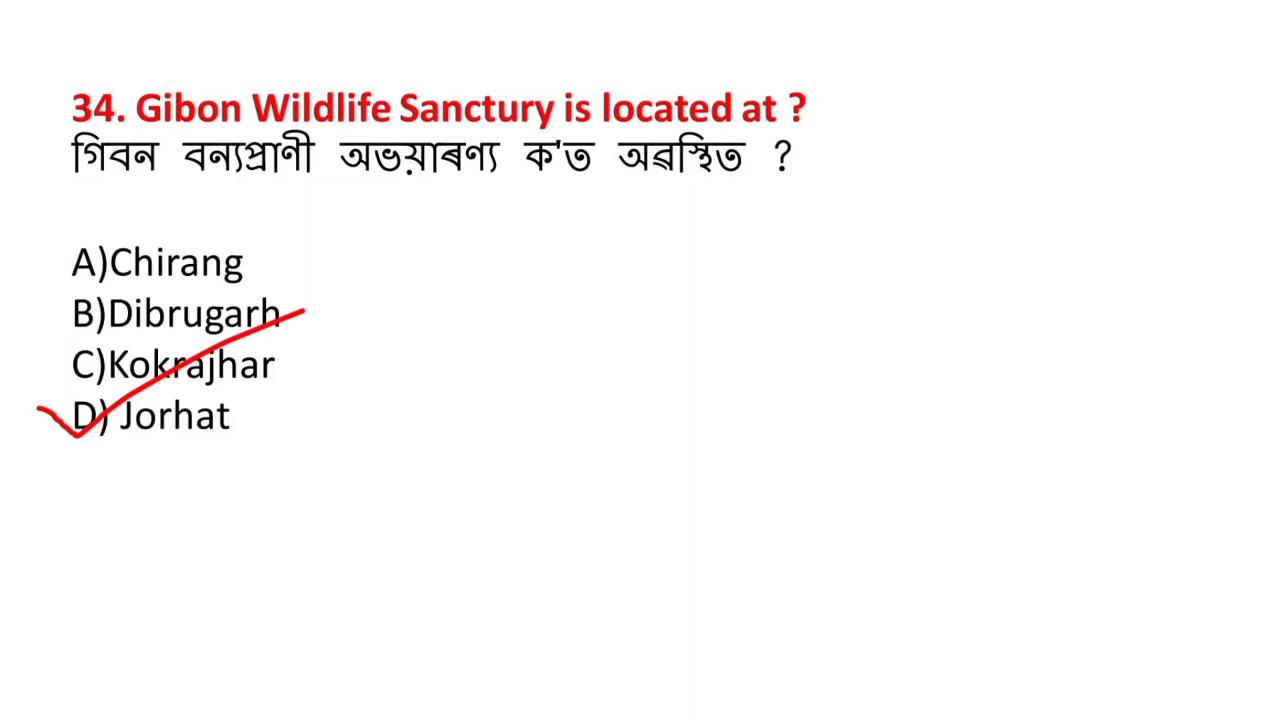 34. Gibon Wildlife Sanctury is located at ?
গিবন বন্যপ্ৰাণী অভয়াৰণ্য ক'ত অৱস্থিত ?
A)Chirang
B)Dibrugarh
C)Kokrajhar
D) Jorhat